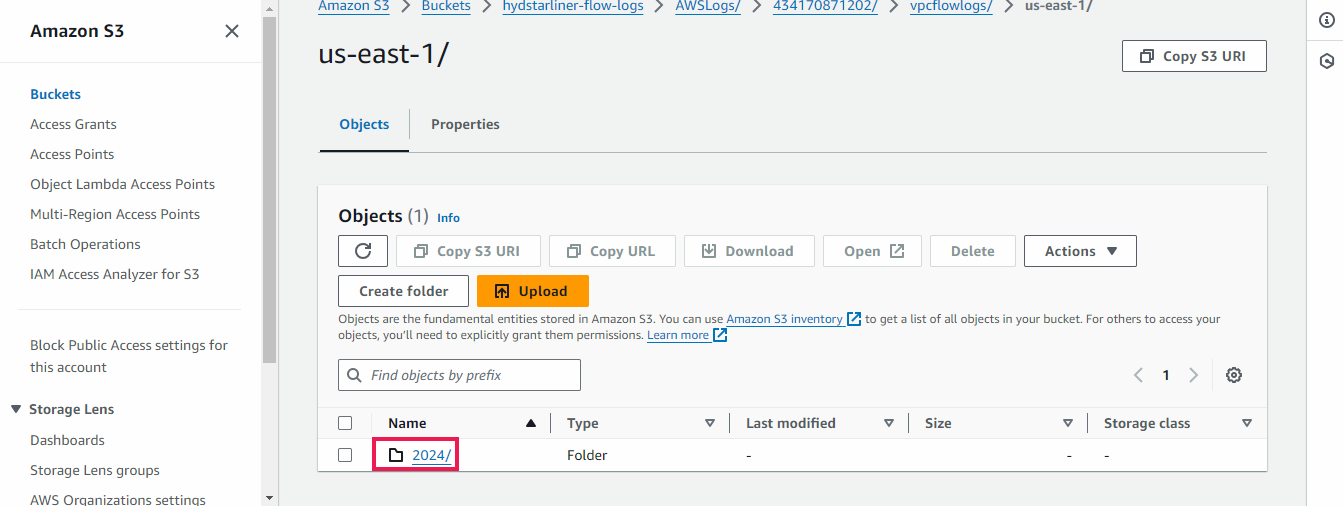 Amazon S3
Buckets
Access Grants
Access Points
Object Lambda Access Points
Multi-Region Access Points
Batch Operations
IAM Access Analyzer for S3
Block Public Access settings for
this account
Storage Lens
Dashboards
Storage Lens groups
AWS Organizations settings
Amazon S3 > Buckets > hydstarliner-flow-logs > AWSLogs/ > 434170871202/ > vpcflowlogs/ > us-east-1/
us-east-1/
Copy S3 URI
Objects Properties
Objects (1) Info
Copy S3 URI Copy URL Download Open Delete Actions
Create folder Upload
Objects are the fundamental entities stored in Amazon S3. You can use Amazon S3 inventory to get a list of all objects in your bucket. For others to access your
objects, you'll need to explicitly grant them permissions. Learn more
Find objects by prefix
1
Name Type Last modified Size Storage class
2024/ Folder - - -